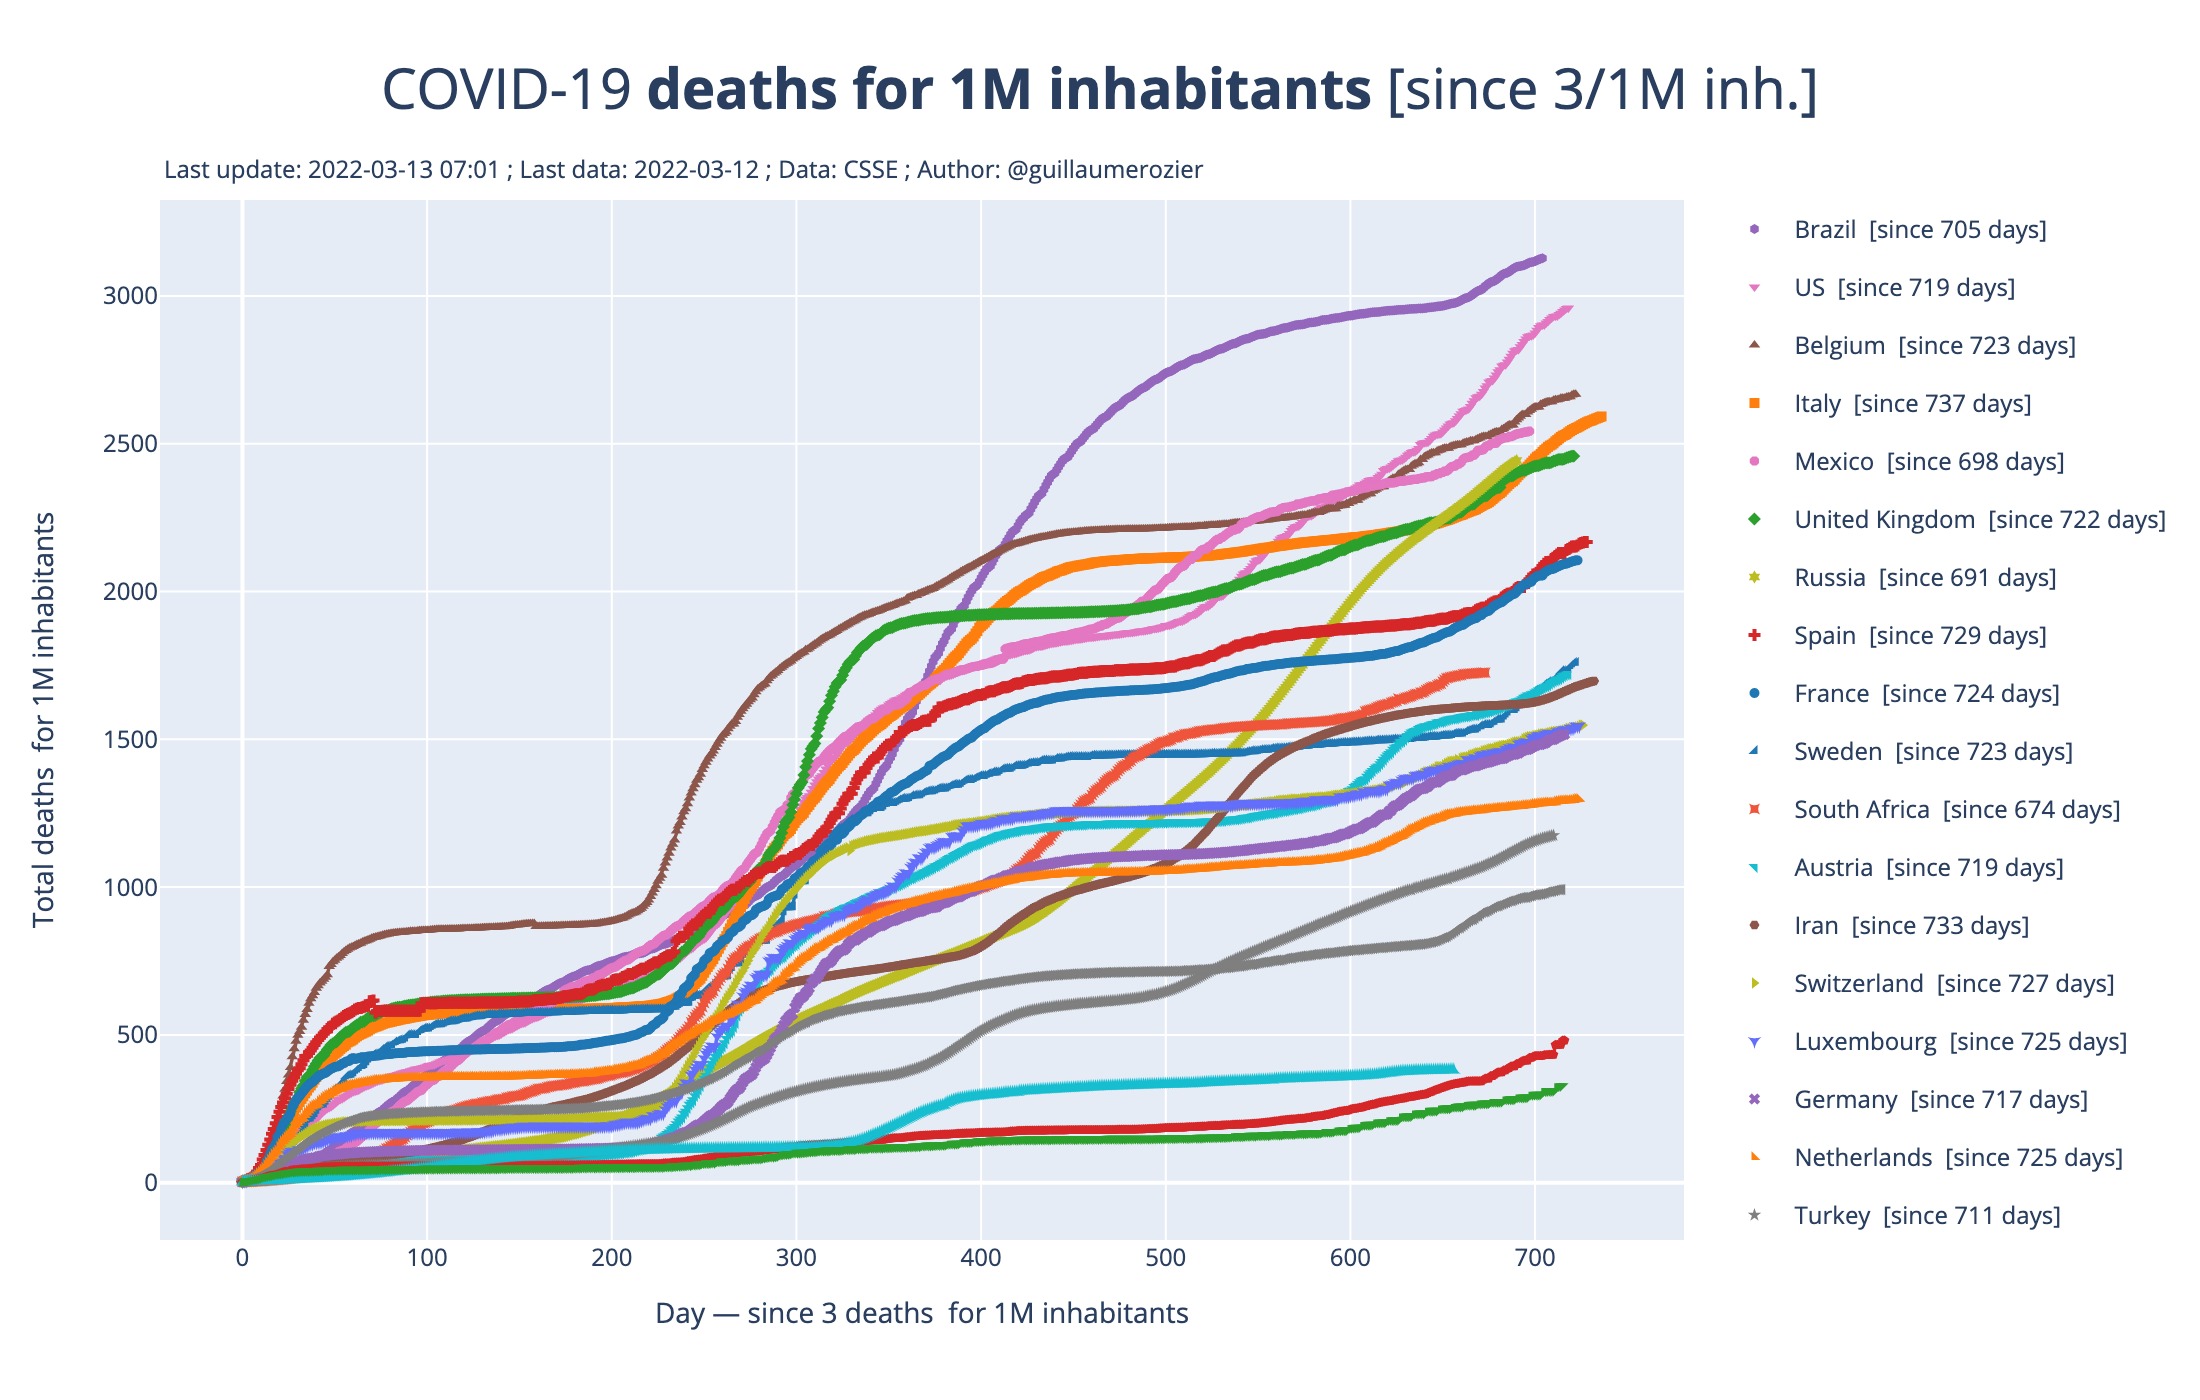 COVID-19 deaths for 1M inhabitants [since 3/1M inh.]
Last update: 2022-03-13 07:01 ; Last data: 2022-03-12 ; Data: CSSE ; Author: @guillaumerozier
Total deaths for 1M inhabitants
3000
2500
2000
1500
1000
500
0
0 100 200 300 400 500 600 700
Day — since 3 deaths for 1M inhabitants
Brazil [since 705 days]
US [since 719 days]
Belgium [since 723 days]
Italy [since 737 days]
Mexico [since 698 days]
United Kingdom [since 722 days]
Russia [since 691 days]
Spain [since 729 days]
France [since 724 days]
Sweden [since 723 days]
South Africa [since 674 days]
Austria [since 719 days]
Iran [since 733 days]
Switzerland [since 727 days]
Luxembourg [since 725 days]
Germany [since 717 days]
Netherlands [since 725 days]
Turkey [since 711 days]